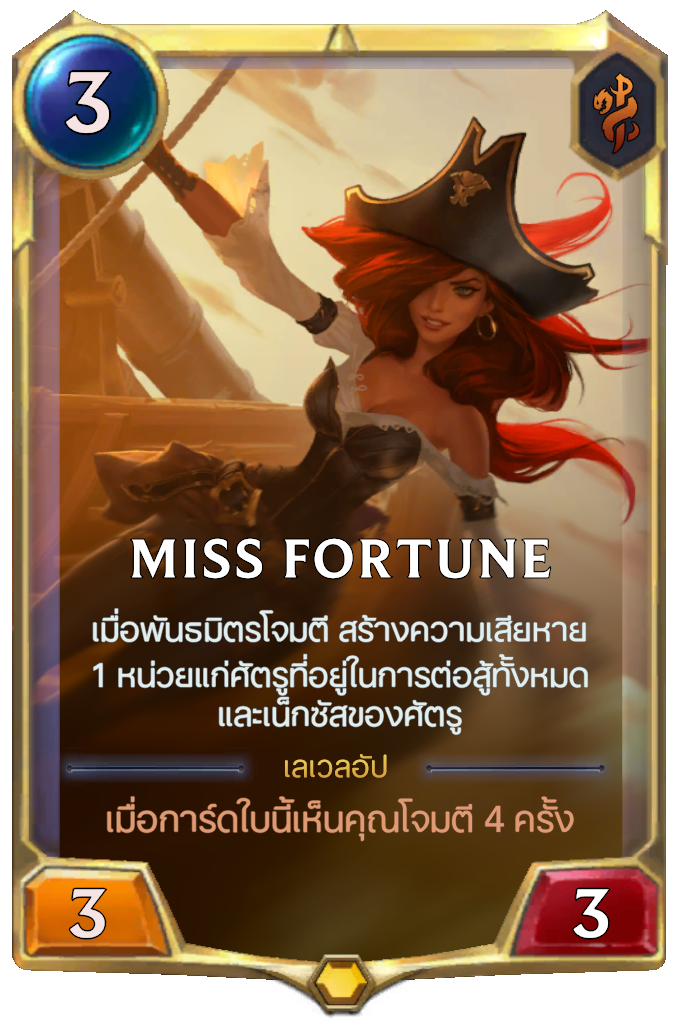 3
MISS FORTUNE
เมื่อพันธมิตรโจมตี สร้างความเสียหาย
1 หน่วยแก่ศัตรูที่อยู่ในการต่อสู้ทั้งหมด
และเน็กซัสของศัตรู
เลเวลอัป
เมื่อการ์ดใบนี้เห็นคุณโจมตี 4 ครั้ง
3
3